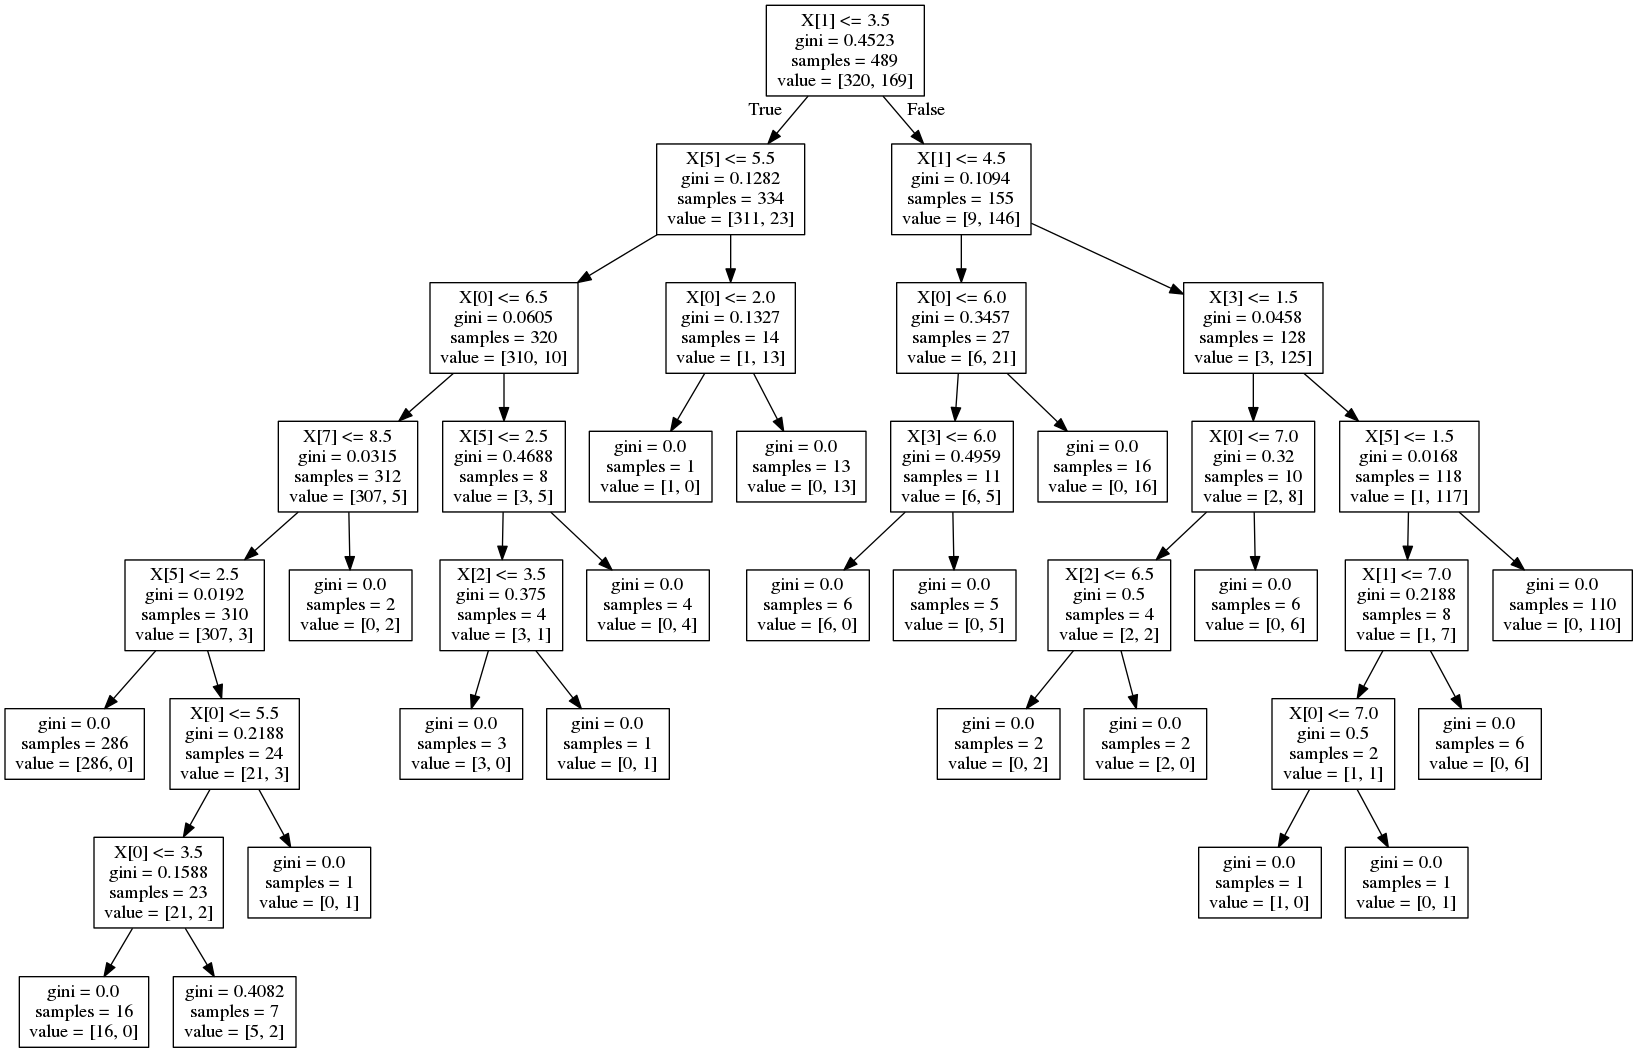 X[1] <= 3.5
gini = 0.4523
samples = 489
value = [320, 169]
True
False
X[5] <= 5.5
gini = 0.1282
samples = 334
value = [311, 23]
X[1] <= 4.5
gini = 0.1094
samples = 155
value = [9, 146]
X[0] <= 6.5
gini = 0.0605
samples = 320
value = [310, 10]
X[0] <= 2.0
gini = 0.1327
samples = 14
value = [1, 13]
X[0] <= 6.0
gini = 0.3457
samples = 27
value = [6, 21]
X[3] <= 1.5
gini = 0.0458
samples = 128
value = [3, 125]
X[7] <= 8.5
gini = 0.0315
samples = 312
value = [307, 5]
X[5] <= 2.5
gini = 0.4688
samples = 8
value = [3, 5]
gini = 0.0
samples = 1
value = [1, 0]
gini = 0.0
samples = 13
value = [0, 13]
X[3] <= 6.0
gini = 0.4959
samples = 11
value = [6, 5]
gini = 0.0
samples = 16
value = [0, 16]
X[0] <= 7.0
gini = 0.32
samples = 10
value = [2, 8]
X[5] <= 1.5
gini = 0.0168
samples = 118
value = [1, 117]
X[5] <= 2.5
gini = 0.0192
samples = 310
value = [307, 3]
gini = 0.0
samples = 2
value = [0, 2]
X[2] <= 3.5
gini = 0.375
samples = 4
value = [3, 1]
gini = 0.0
samples = 4
value = [0, 4]
gini = 0.0
samples = 6
value = [6, 0]
gini = 0.0
samples = 5
value = [0, 5]
X[2] <= 6.5
gini = 0.5
samples = 4
value = [2, 2]
gini = 0.0
samples = 6
value = [0, 6]
X[1] <= 7.0
gini = 0.2188
samples = 8
value = [1, 7]
gini = 0.0
samples = 110
value = [0, 110]
gini = 0.0
samples = 286
value = [286, 0]
X[0] <= 5.5
gini = 0.2188
samples = 24
value = [21, 3]
gini = 0.0
samples = 3
value = [3, 0]
gini = 0.0
samples = 1
value = [0, 1]
gini = 0.0
samples = 2
value = [0, 2]
gini = 0.0
samples = 2
value = [2, 0]
X[0] <= 7.0
gini = 0.5
samples = 2
value = [1, 1]
gini = 0.0
samples = 6
value = [0, 6]
X[0] <= 3.5
gini = 0.1588
samples = 23
value = [21, 2]
gini = 0.0
samples = 1
value = [0, 1]
gini = 0.0
samples = 1
value = [1, 0]
gini = 0.0
samples = 1
value = [0, 1]
gini = 0.0
samples = 16
value = [16, 0]
gini = 0.4082
samples = 7
value = [5, 2]